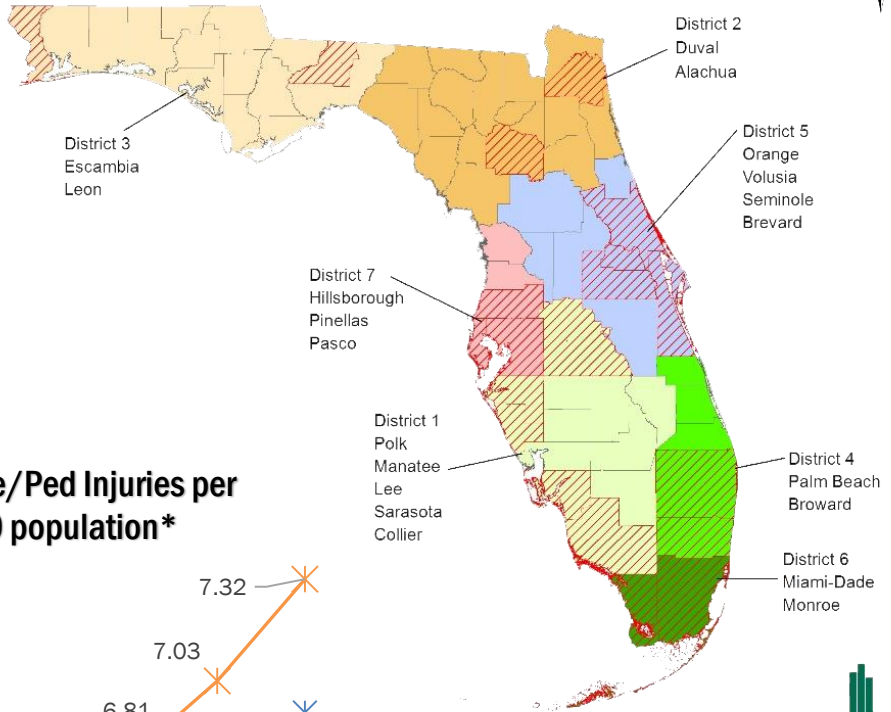 District 2
Duval
Alachua
District 3
Escambia
Leon
District 5
Orange
Volusia
Seminole
Brevard
District 7
Hillsborough
Pinellas
Pasco
District 1
Polk
Manatee
Lee
Sarasota
Collier
District 4
Palm Beach
Broward
District 6
Miami-Dade
Monroe
e/Ped Injuries per
population*
7.32
7.03
6.81